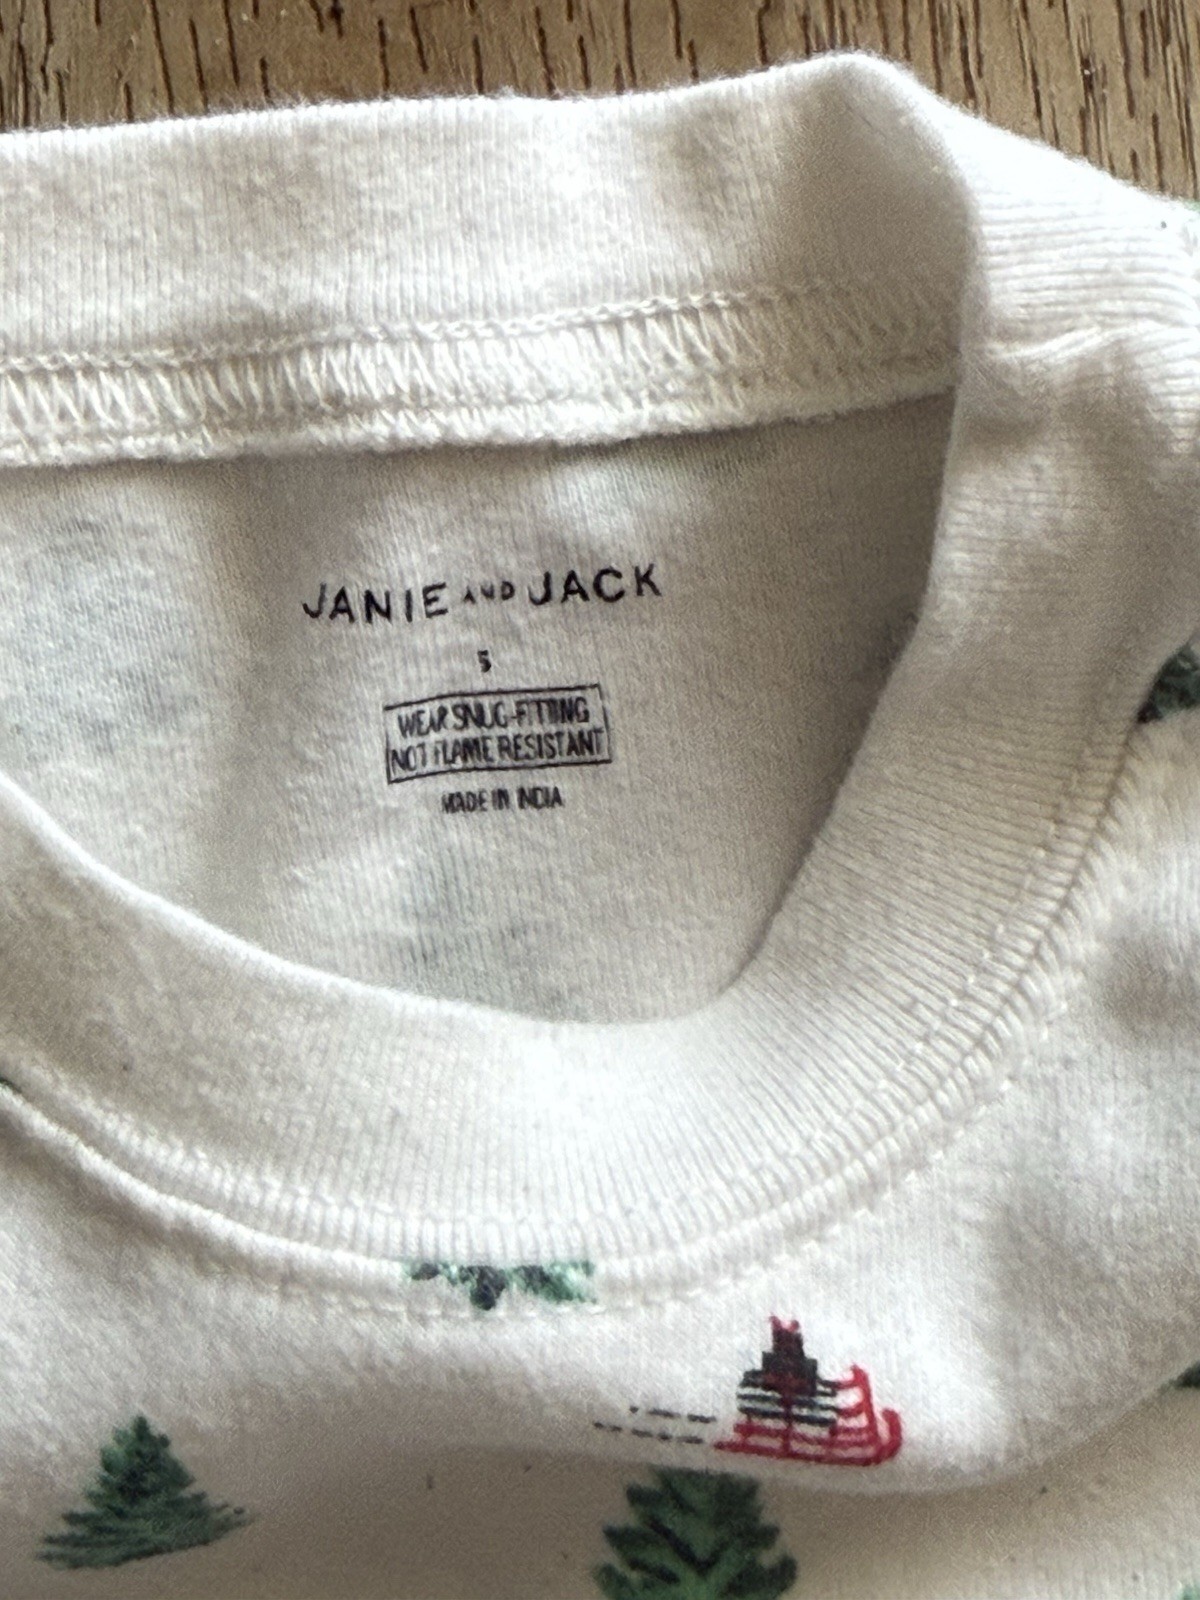 JANIE AND JACK
5
WEAR SNUG-FITTING
NOT FLAME RESISTANT
MADE IN INDIA